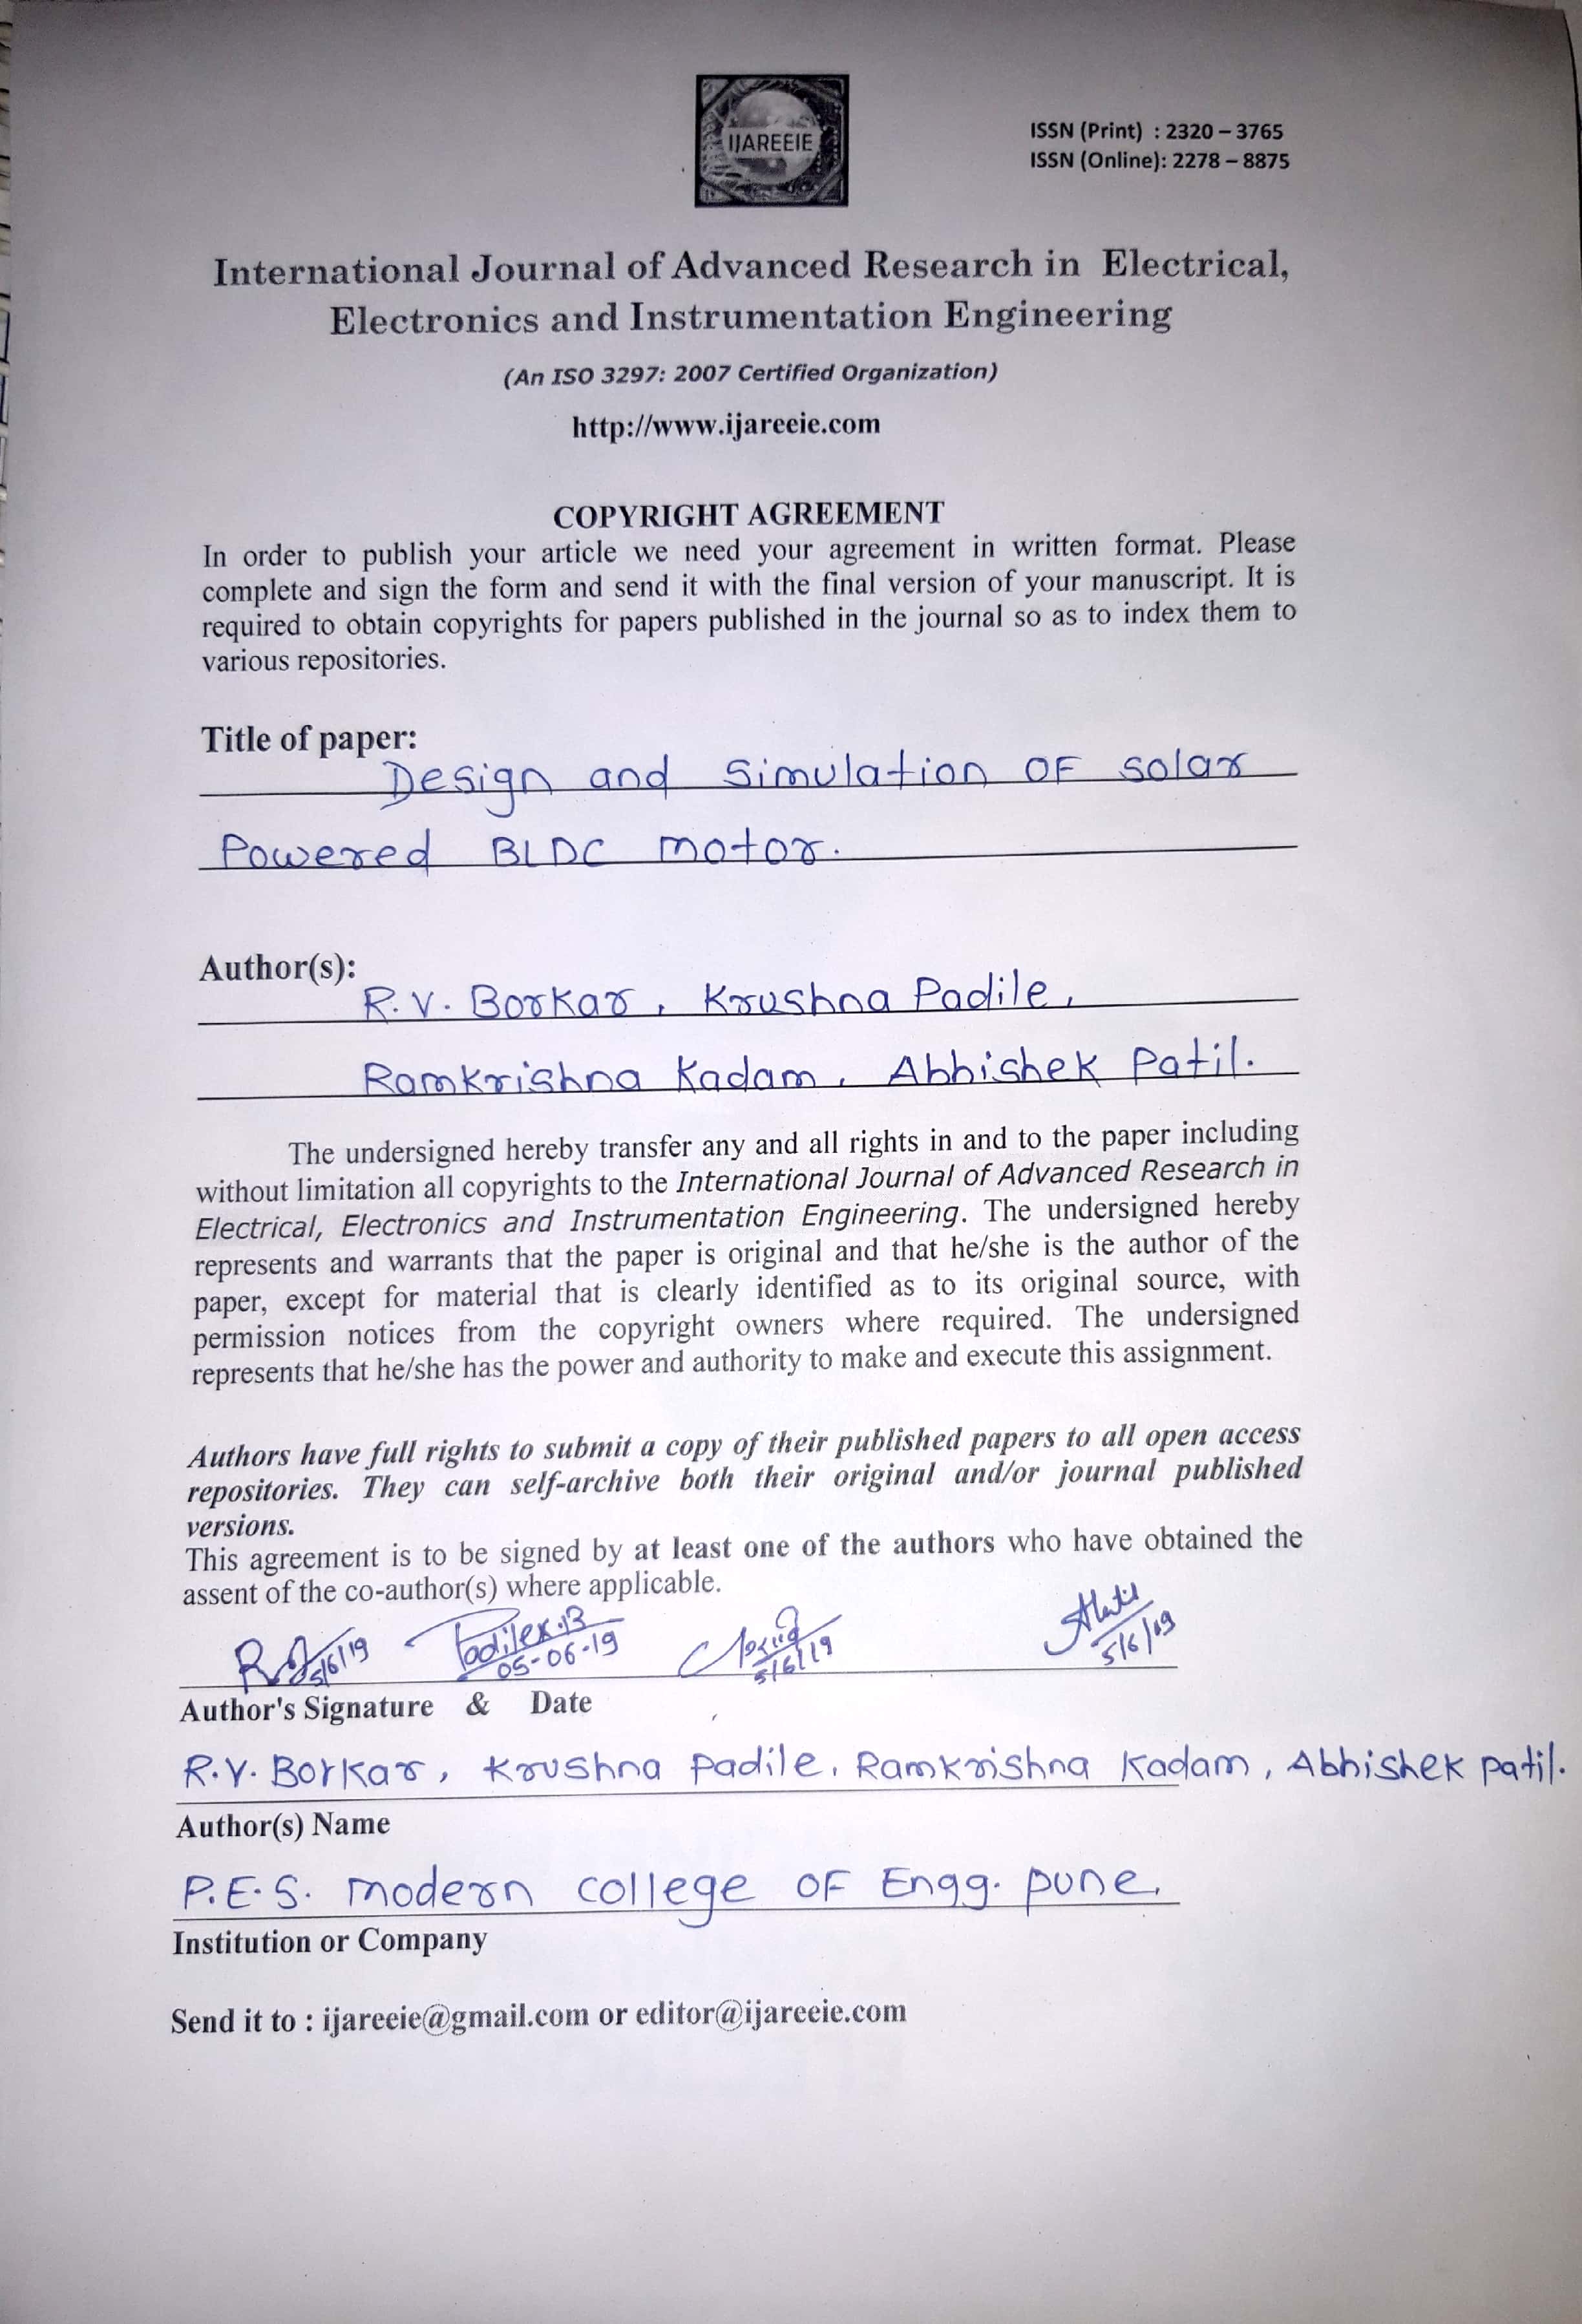 IJAREEIE
ISSN (Print) : 2320 – 3765
ISSN (Online): 2278 – 8875
International Journal of Advanced Research in Electrical,
Electronics and Instrumentation Engineering
(An ISO 3297: 2007 Certified Organization)
http://www.ijareeie.com
COPYRIGHT AGREEMENT
In order to publish your article we need your agreement in written format. Please
complete and sign the form and send it with the final version of your manuscript. It is
required to obtain copyrights for papers published in the journal so as to index them to
various repositories.
Title of paper:
Design and Simulation OF solar
Powered BLDC motor.
Author(s):
R.V. Borkar, Krushna Padile,
Ramkrishna Kadam, Abhishek Patil.
The undersigned hereby transfer any and all rights in and to the paper including
without limitation all copyrights to the International Journal of Advanced Research in
Electrical, Electronics and Instrumentation Engineering. The undersigned hereby
represents and warrants that the paper is original and that he/she is the author of the
paper, except for material that is clearly identified as to its original source, with
permission notices from the copyright owners where required. The undersigned
represents that he/she has the power and authority to make and execute this assignment.
Authors have full rights to submit a copy of their published papers to all open access
repositories. They can self-archive both their original and/or journal published
versions.
This agreement is to be signed by at least one of the authors who have obtained the
assent of the co-author(s) where applicable.
5/6/19 05-06-19 5/6/19 5/6/19
Author's Signature & Date
R.V. Borkar, Krushna Padile, Ramkrishna Kadam, Abhishek patil.
Author(s) Name
P.E.S. modern college OF Engg. pune.
Institution or Company
Send it to : ijareeie@gmail.com or editor@ijareeie.com